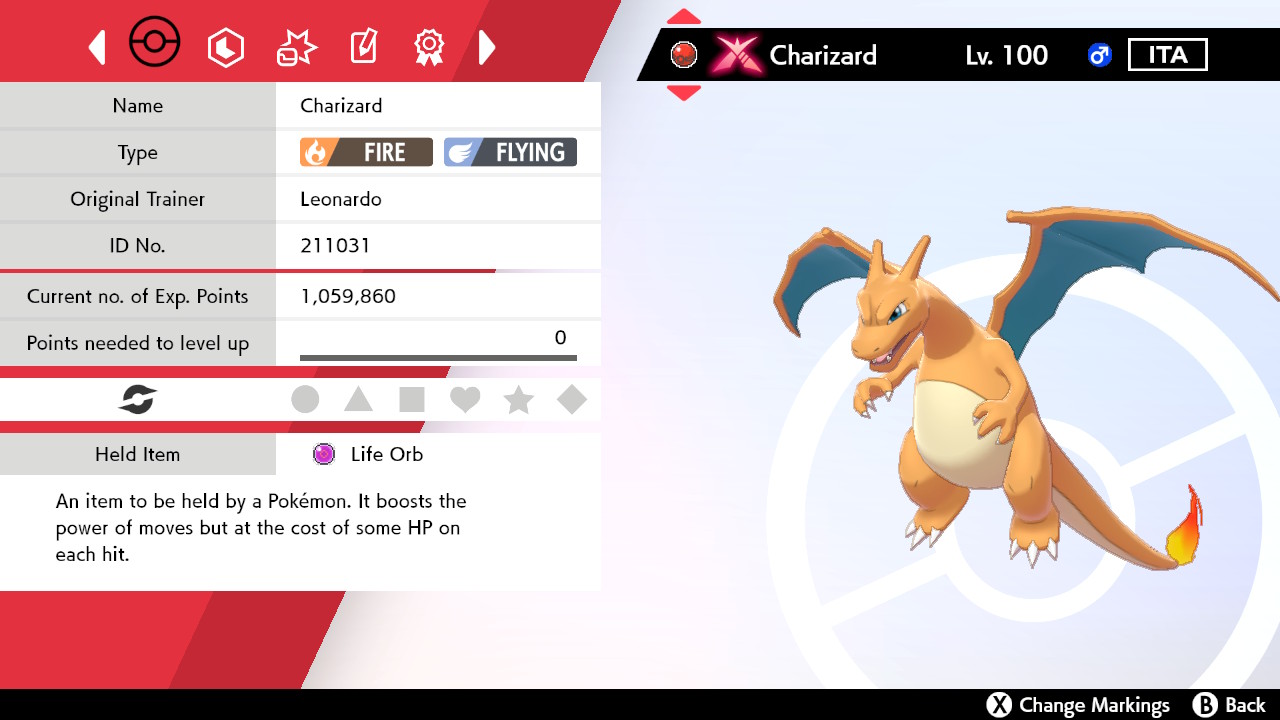 Charizard Lv. 100 ITA
Name Charizard
Type FIRE FLYING
Original Trainer Leonardo
ID No. 211031
Current no. of Exp. Points 1,059,860
Points needed to level up 0
Held Item Life Orb
An item to be held by a Pokémon. It boosts the
power of moves but at the cost of some HP on
each hit.
X Change Markings B Back